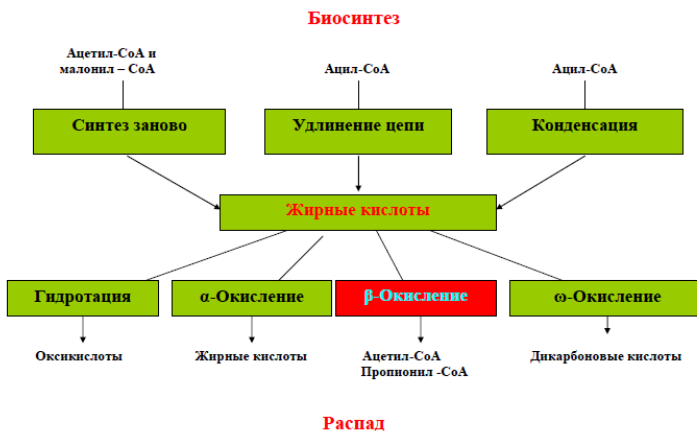 Биосинтез
Ацетил-СоА и
малонил – СоА
Ацил-СоА
Ацил-СоА
Синтез заново
Удлинение цепи
Конденсация
Жирные кислоты
Гидротация
α-Окисление
β-Окисление
ω-Окисление
Оксикислоты
Жирные кислоты
Ацетил-СоА
Пропионил -СоА
Дикарбоновые кислоты
Распад